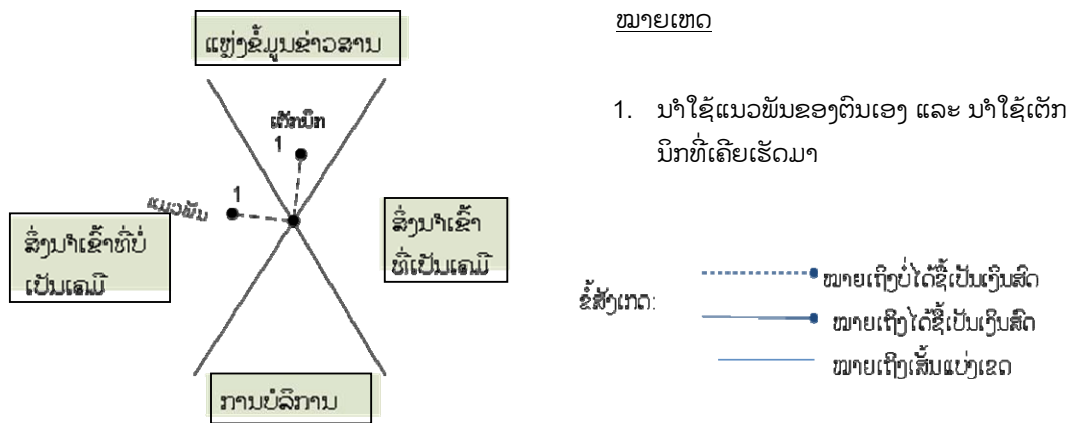 ແຫຼ່ງຂໍ້ມູນຂ່າວສານ
ເຕັກນິກ
1
ແນວພັນ
1
ສິ່ງນຳເຂົ້າທີ່ບໍ່
ເປັນເຄມີ
ສິ່ງນຳເຂົ້າ
ທີ່ເປັນເຄມີ
ການບໍລິການ
ໝາຍເຫດ
1. ນຳໃຊ້ແນວພັນຂອງຕົນເອງ ແລະ ນຳໃຊ້ເຕັກ
ນິກທີ່ເຄີຍເຮັດມາ
ຂໍ້ສັງເກດ:
ໝາຍເຖິງບໍ່ໄດ້ຊື້ເປັນເງິນສົດ
ໝາຍເຖິງໄດ້ຊື້ເປັນເງິນສົດ
ໝາຍເຖິງເສັ້ນແບ່ງເຂດ